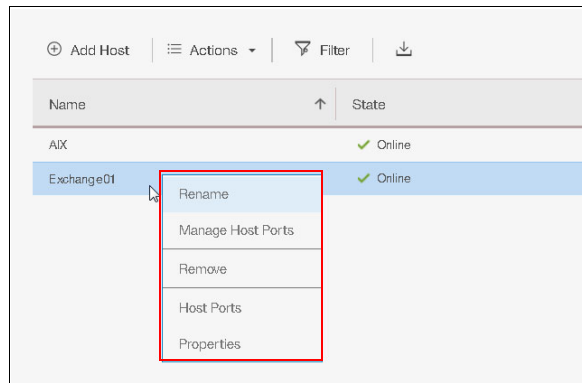 Add Host Actions Filter
Name State
AIX Online
Exchange01 Online
Rename
Manage Host Ports
Remove
Host Ports
Properties